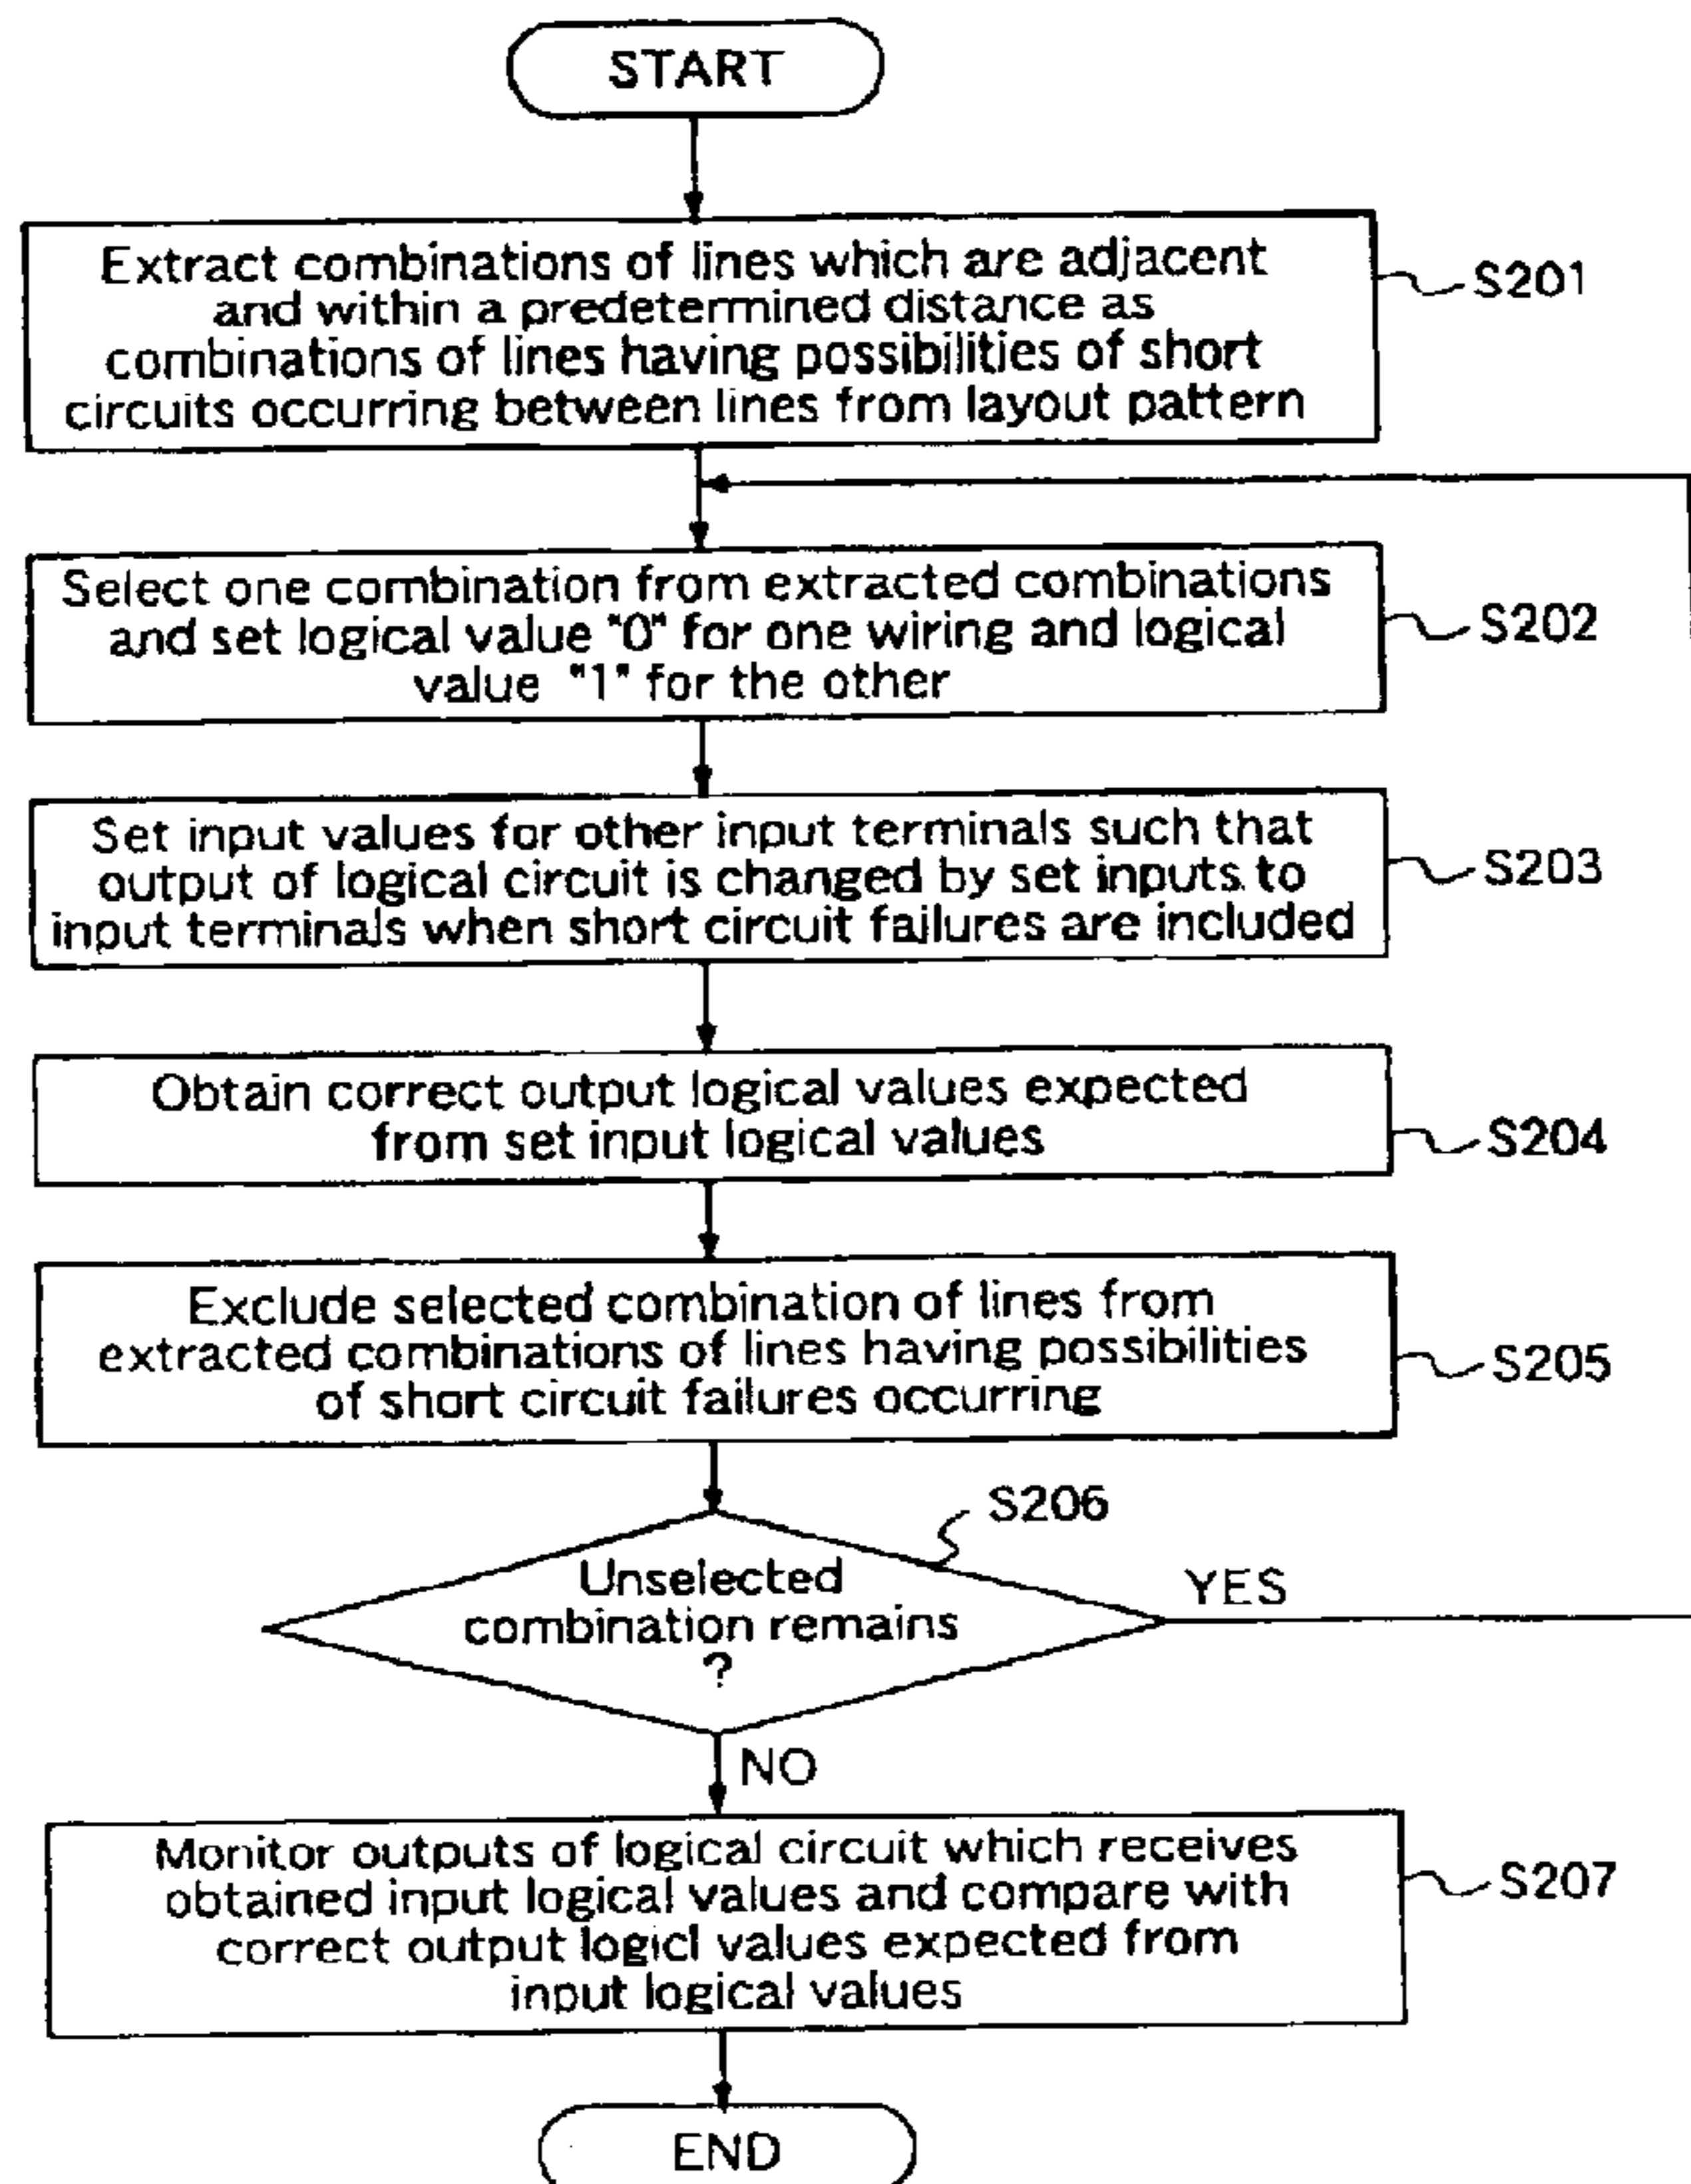 START
Extract combinations of lines which are adjacent
and within a predetermined distance as
combinations of lines having possibilities of short
circuits occurring between lines from layout pattern
S201
Select one combination from extracted combinations
and set logical value "0" for one wiring and logical
value "1" for the other
S202
Set input values for other input terminals such that
output of logical circuit is changed by set inputs to
input terminals when short circuit failures are included
S203
Obtain correct output logical values expected
from set input logical values
S204
Exclude selected combination of lines from
extracted combinations of lines having possibilities
of short circuit failures occurring
S205
S206
Unselected
combination remains
?
YES
NO
Monitor outputs of logical circuit which receives
obtained input logical values and compare with
correct output logicl values expected from
input logical values
S207
END